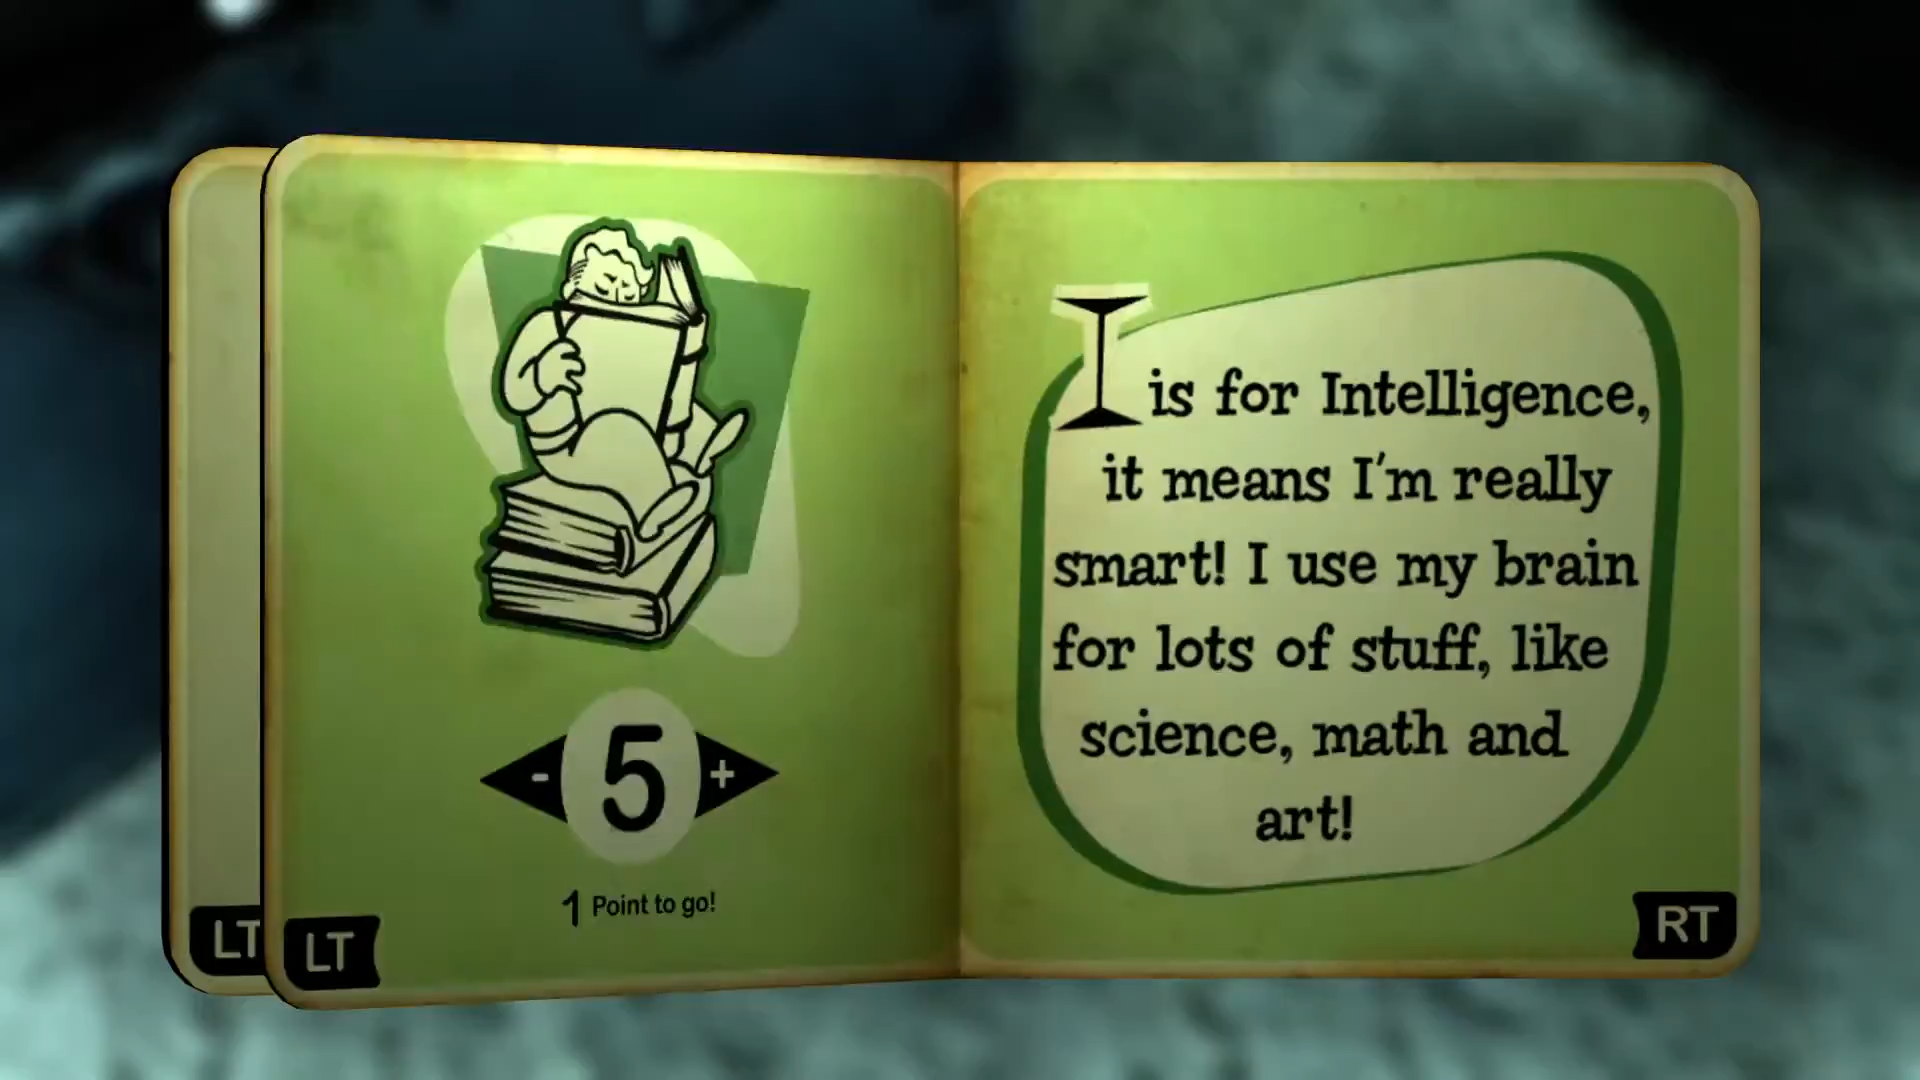 I is for Intelligence,
it means I'm really
smart! I use my brain
for lots of stuff, like
science, math and
art!
- 5 +
1 Point to go!
LT
LT
RT